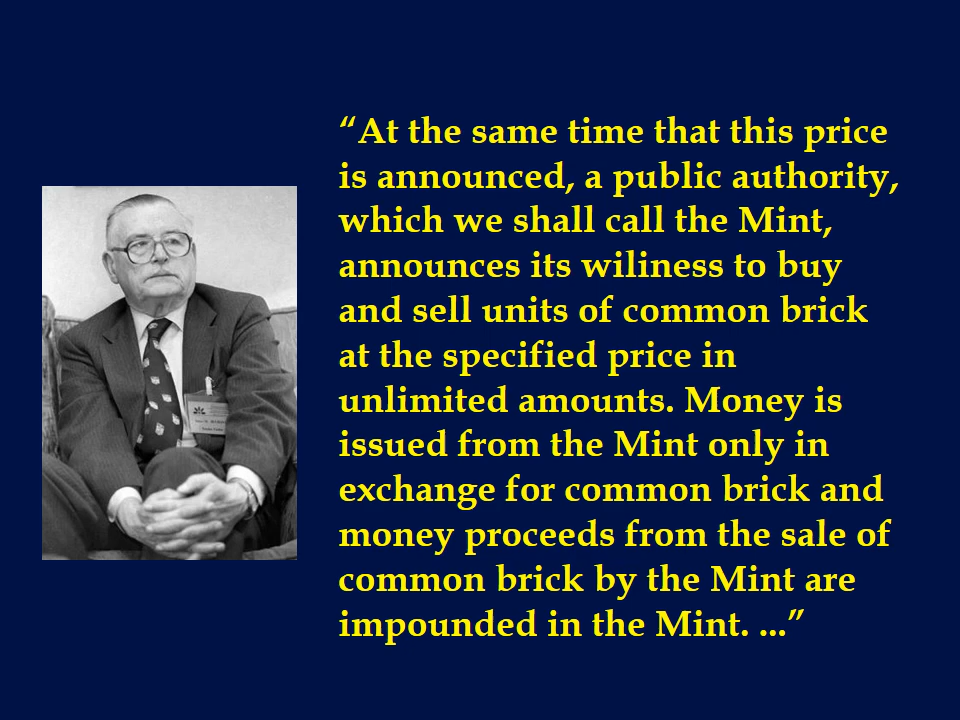 “At the same time that this price
is announced, a public authority,
which we shall call the Mint,
announces its wiliness to buy
and sell units of common brick
at the specified price in
unlimited amounts. Money is
issued from the Mint only in
exchange for common brick and
money proceeds from the sale of
common brick by the Mint are
impounded in the Mint. ...”